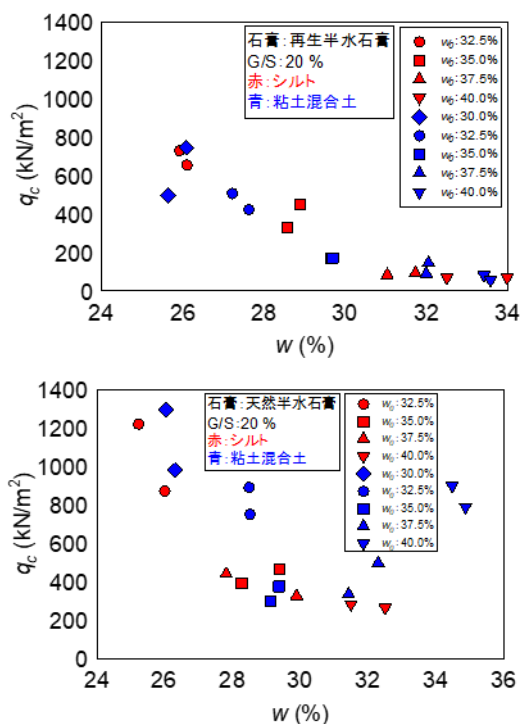 1400
1200
1000
800
600
400
200
0
qc (kN/m²)
石膏：再生半水石膏
G/S：20 %
赤：シルト
青：粘土混合土
w0：32.5%
w0：35.0%
w0：37.5%
w0：40.0%
w0：30.0%
w0：32.5%
w0：35.0%
w0：37.5%
w0：40.0%
24 26 28 30 32 34
w (%)
1400
1200
1000
800
600
400
200
0
qc (kN/m²)
石膏：天然半水石膏
G/S：20 %
赤：シルト
青：粘土混合土
w0：32.5%
w0：35.0%
w0：37.5%
w0：40.0%
w0：30.0%
w0：32.5%
w0：35.0%
w0：37.5%
w0：40.0%
24 26 28 30 32 34 36
w (%)